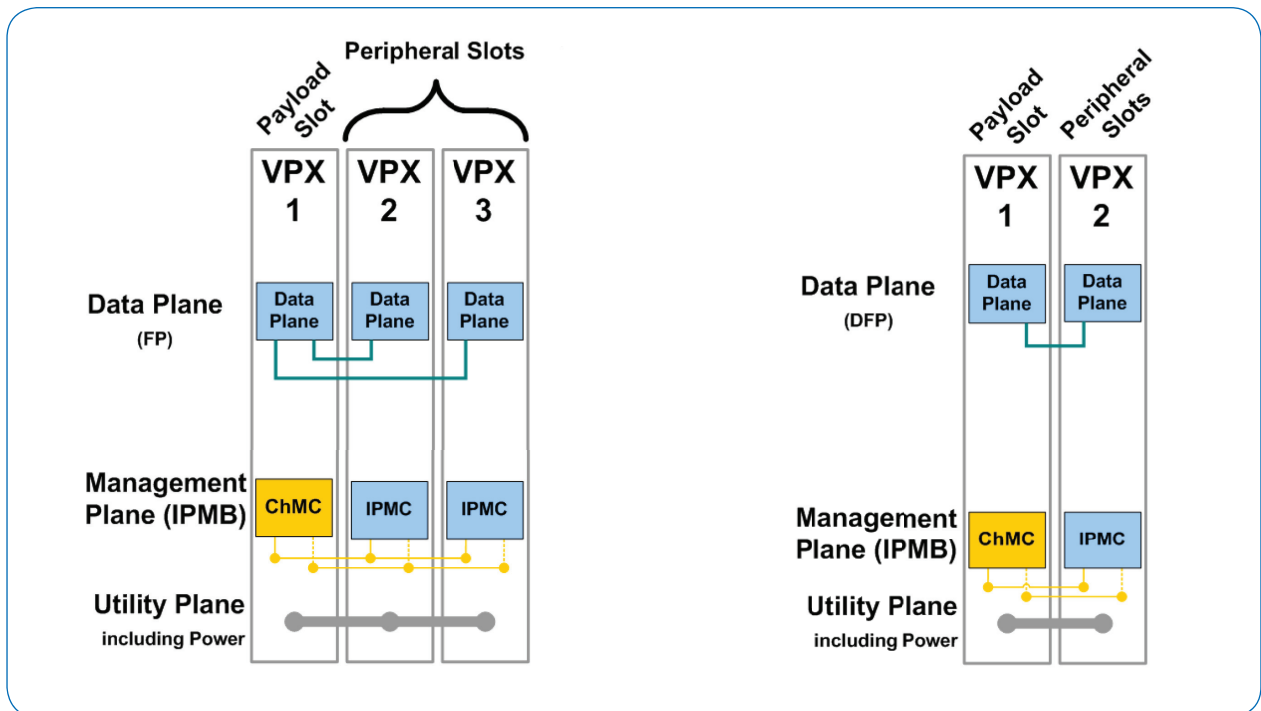 Peripheral Slots
Payload
Slot
VPX
1
VPX
2
VPX
3
Data Plane
(FP)
Data
Plane
Data
Plane
Data
Plane
Management
Plane (IPMB)
ChMC
IPMC
IPMC
Utility Plane
including Power
Payload
Slot
Peripheral
Slots
VPX
1
VPX
2
Data Plane
(DFP)
Data
Plane
Data
Plane
Management
Plane (IPMB)
ChMC
IPMC
Utility Plane
including Power